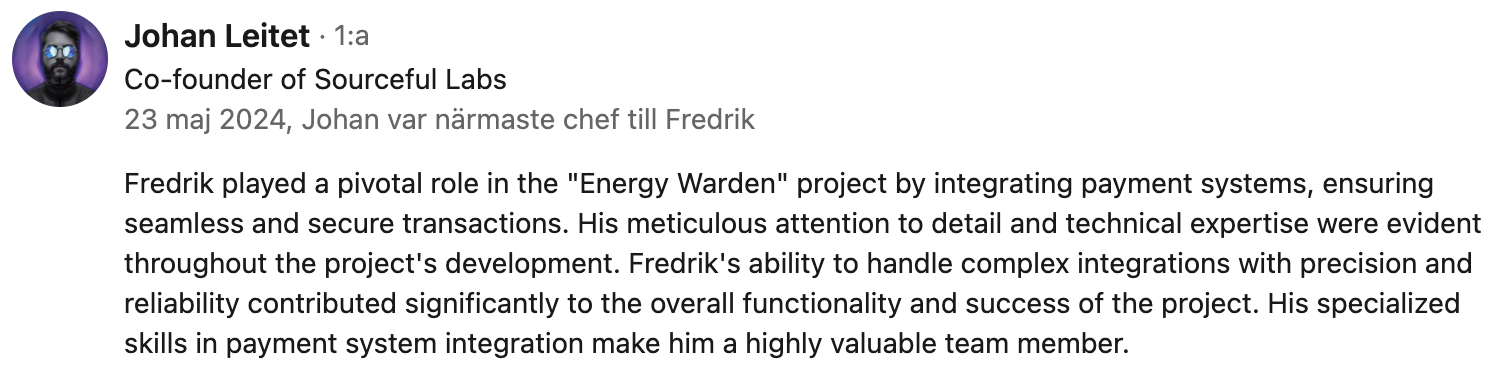 Johan Leitet · 1:a
Co-founder of Sourceful Labs
23 maj 2024, Johan var närmaste chef till Fredrik
Fredrik played a pivotal role in the "Energy Warden" project by integrating payment systems, ensuring
seamless and secure transactions. His meticulous attention to detail and technical expertise were evident
throughout the project's development. Fredrik's ability to handle complex integrations with precision and
reliability contributed significantly to the overall functionality and success of the project. His specialized
skills in payment system integration make him a highly valuable team member.